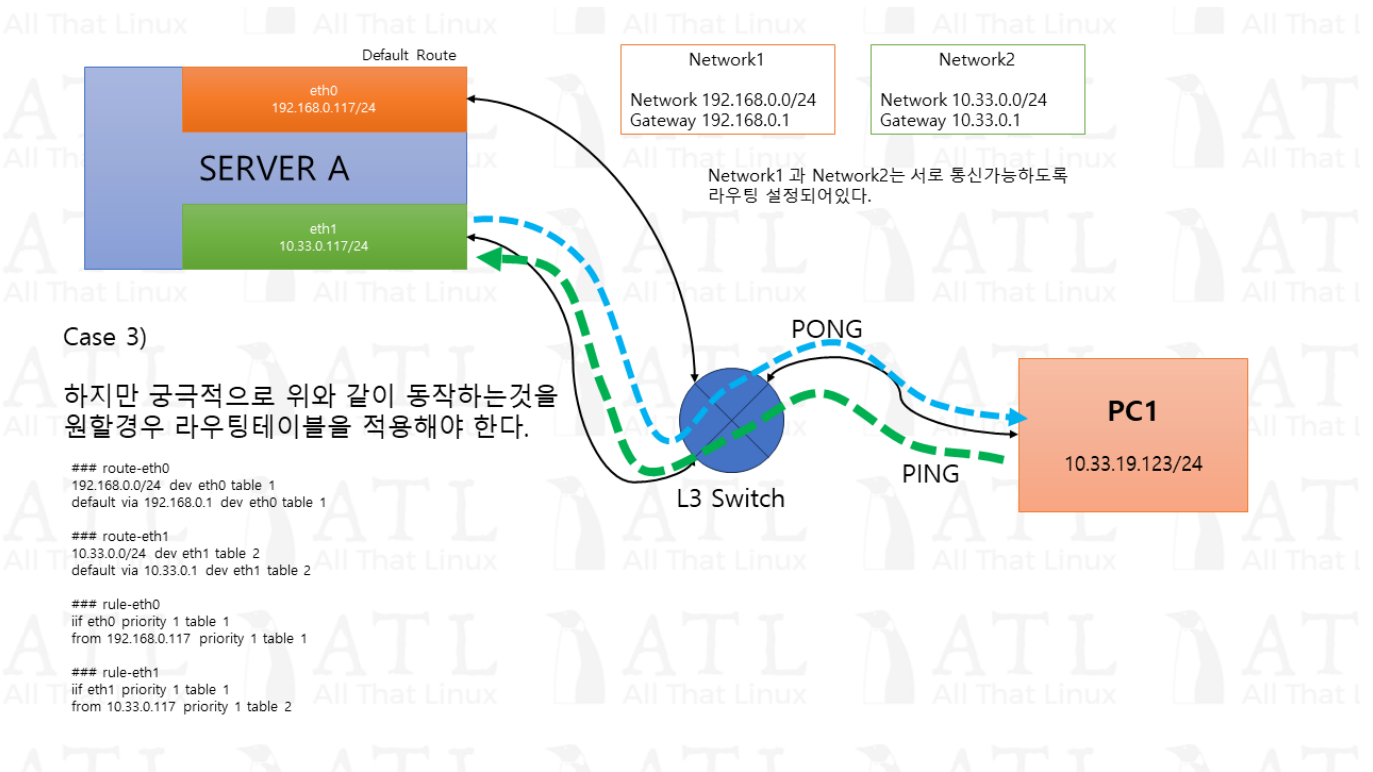 Default Route
eth0
192.168.0.117/24
SERVER A
eth1
10.33.0.117/24
Network1
Network 192.168.0.0/24
Gateway 192.168.0.1
Network2
Network 10.33.0.0/24
Gateway 10.33.0.1
Network1 과 Network2는 서로 통신가능하도록
라우팅 설정되어있다.
Case 3)
하지만 궁극적으로 위와 같이 동작하는것을
원할경우 라우팅테이블을 적용해야 한다.
PONG
PING
L3 Switch
PC1
10.33.19.123/24
### route-eth0
192.168.0.0/24 dev eth0 table 1
default via 192.168.0.1 dev eth0 table 1
### route-eth1
10.33.0.0/24 dev eth1 table 2
default via 10.33.0.1 dev eth1 table 2
### rule-eth0
iif eth0 priority 1 table 1
from 192.168.0.117 priority 1 table 1
### rule-eth1
iif eth1 priority 1 table 1
from 10.33.0.117 priority 1 table 2
ATL
All That Linux